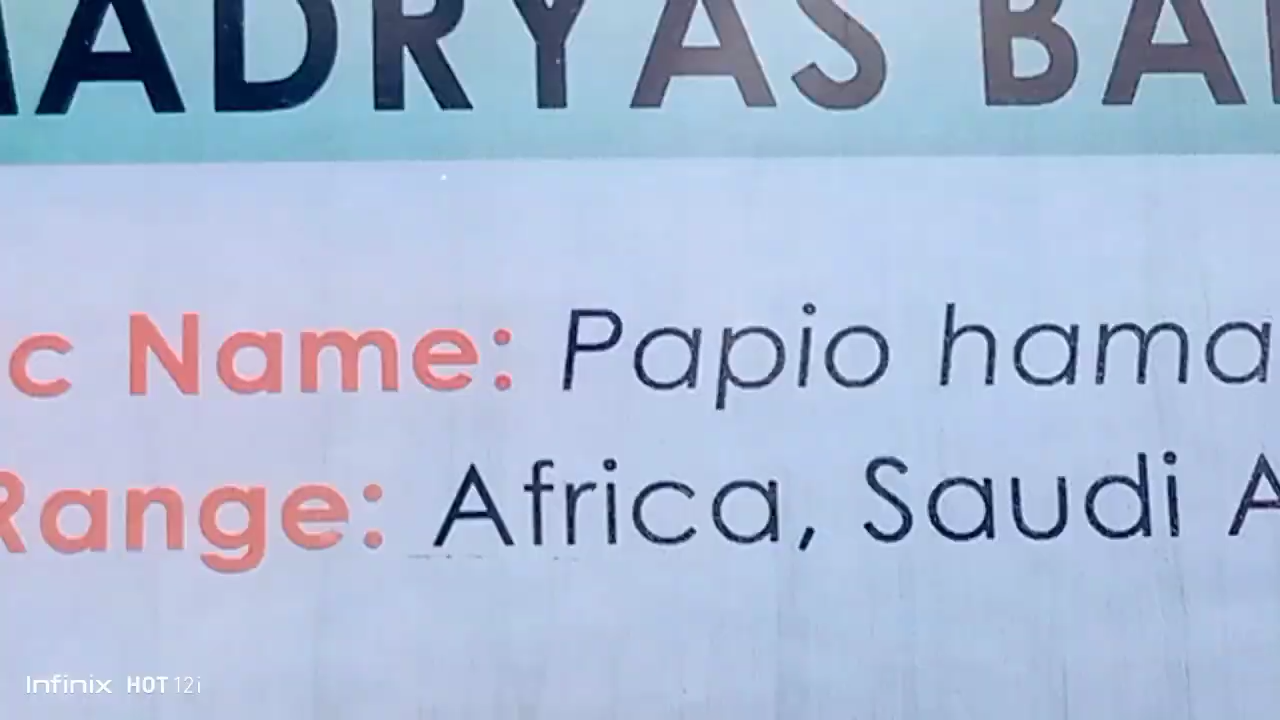 ADRYAS BA
c Name: Papio hama
Range: Africa, Saudi A
Infinix HOT 12i